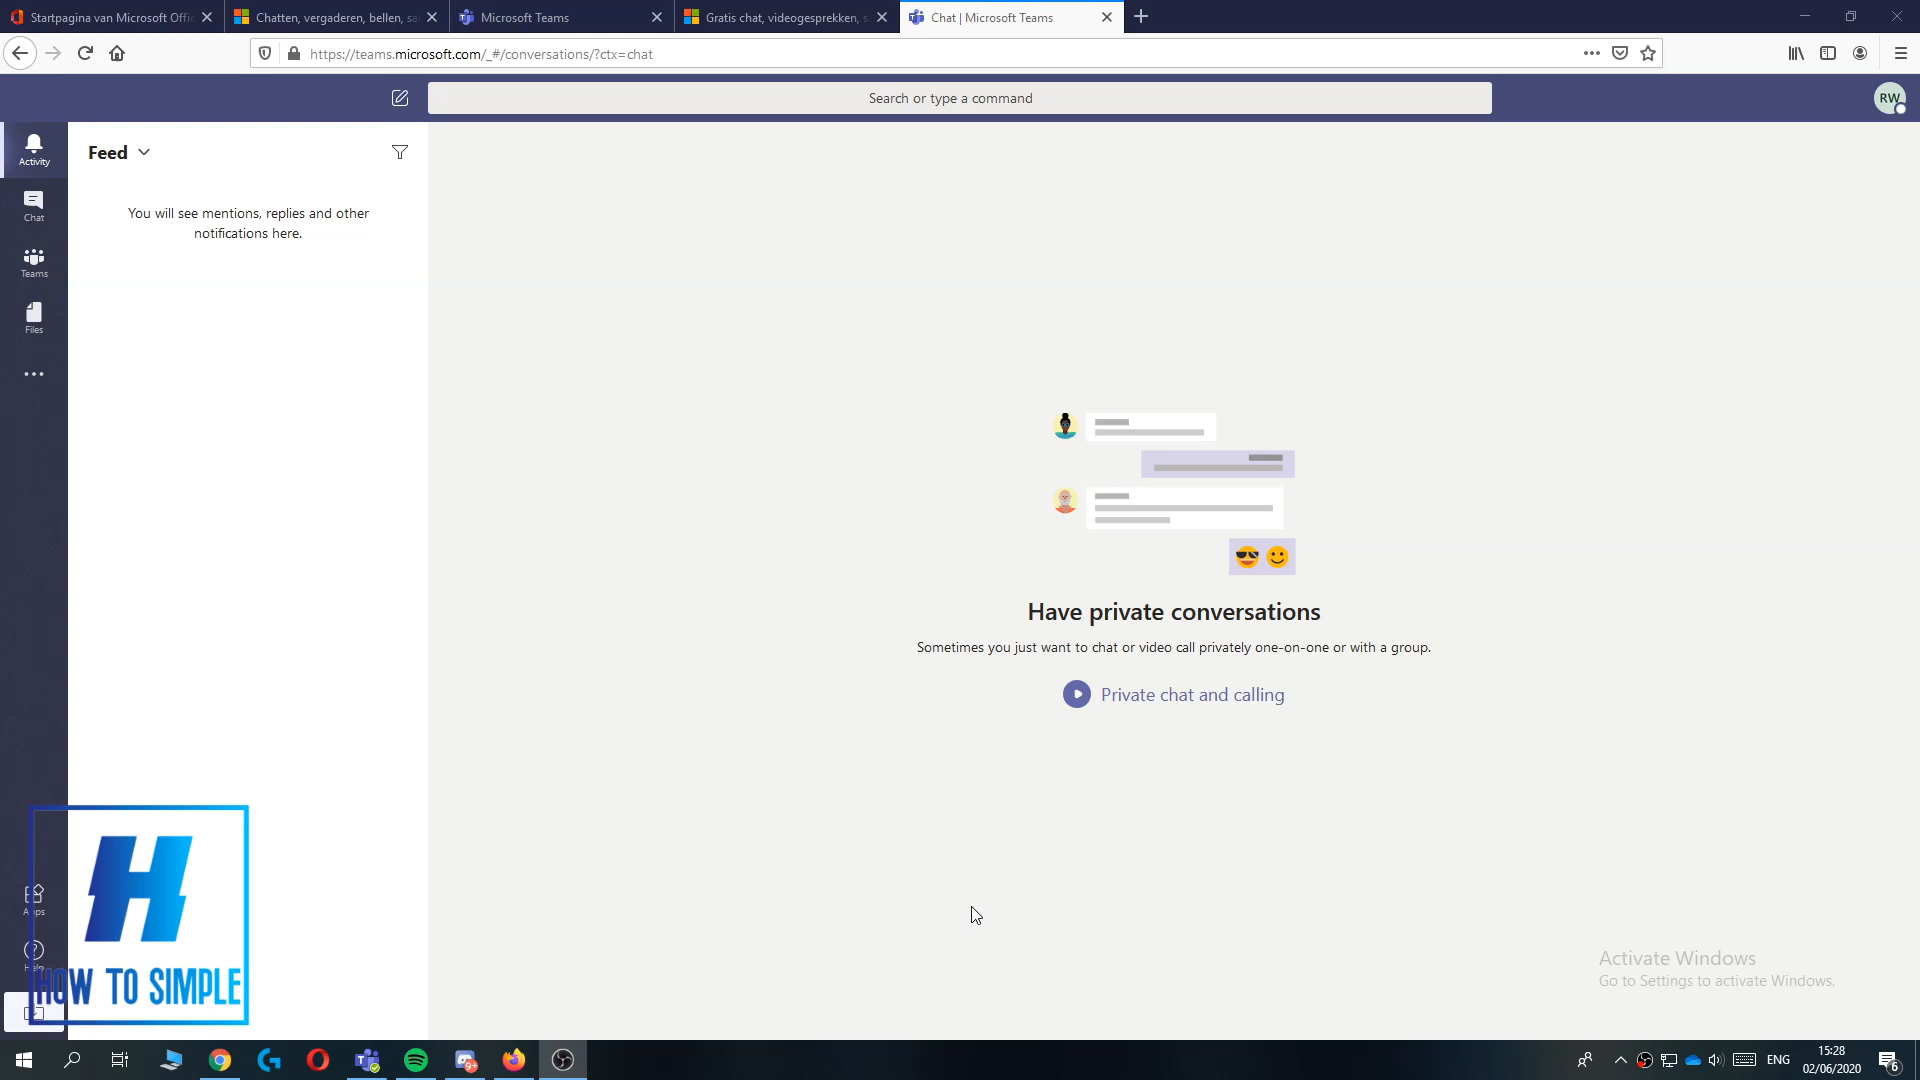 Startpagina van Microsoft Offic
Chatten, vergaderen, bellen, sa
Microsoft Teams
Gratis chat, videogesprekken, s
Chat | Microsoft Teams
https://teams.microsoft.com/_#/conversations/?ctx=chat
Search or type a command
RW
Activity
Feed
Chat
You will see mentions, replies and other
notifications here.
Teams
Files
Have private conversations
Sometimes you just want to chat or video call privately one-on-one or with a group.
Private chat and calling
Apps
Help
H
HOW TO SIMPLE
Activate Windows
Go to Settings to activate Windows.
9+
ENG
15:28
02/06/2020
6